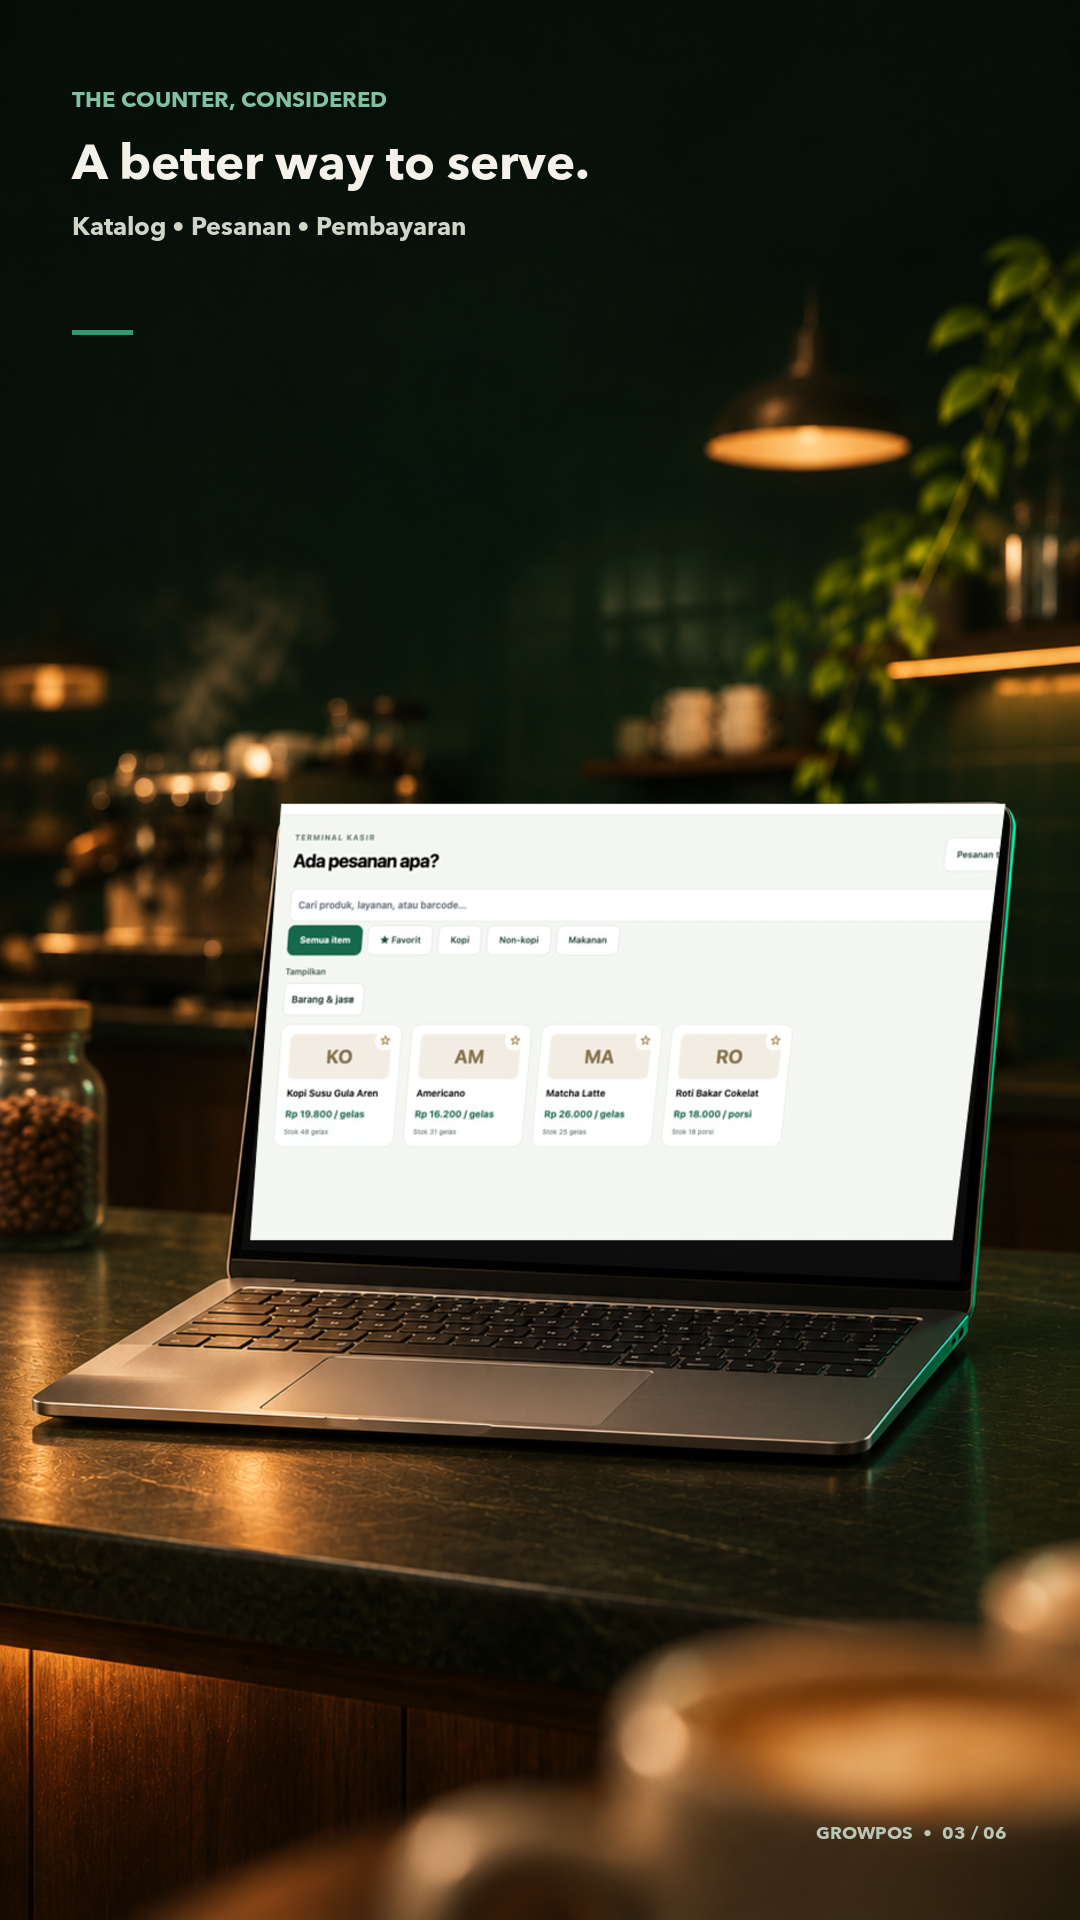 THE COUNTER, CONSIDERED
A better way to serve.
Katalog • Pesanan • Pembayaran
TERMINAL KASIR
Ada pesanan apa?
Pesanan
Cari produk, layanan, atau barcode...
Semua item
★ Favorit
Kopi
Non-kopi
Makanan
Tampilkan
Barang & jasa
KO
AM
MA
RO
Kopi Susu Gula Aren
Americano
Matcha Latte
Roti Bakar Cokelat
Rp 19.800 / gelas
Rp 16.200 / gelas
Rp 26.000 / gelas
Rp 18.000 / porsi
Stok 48 gelas
Stok 31 gelas
Stok 25 gelas
Stok 18 porsi
GROWPOS • 03 / 06